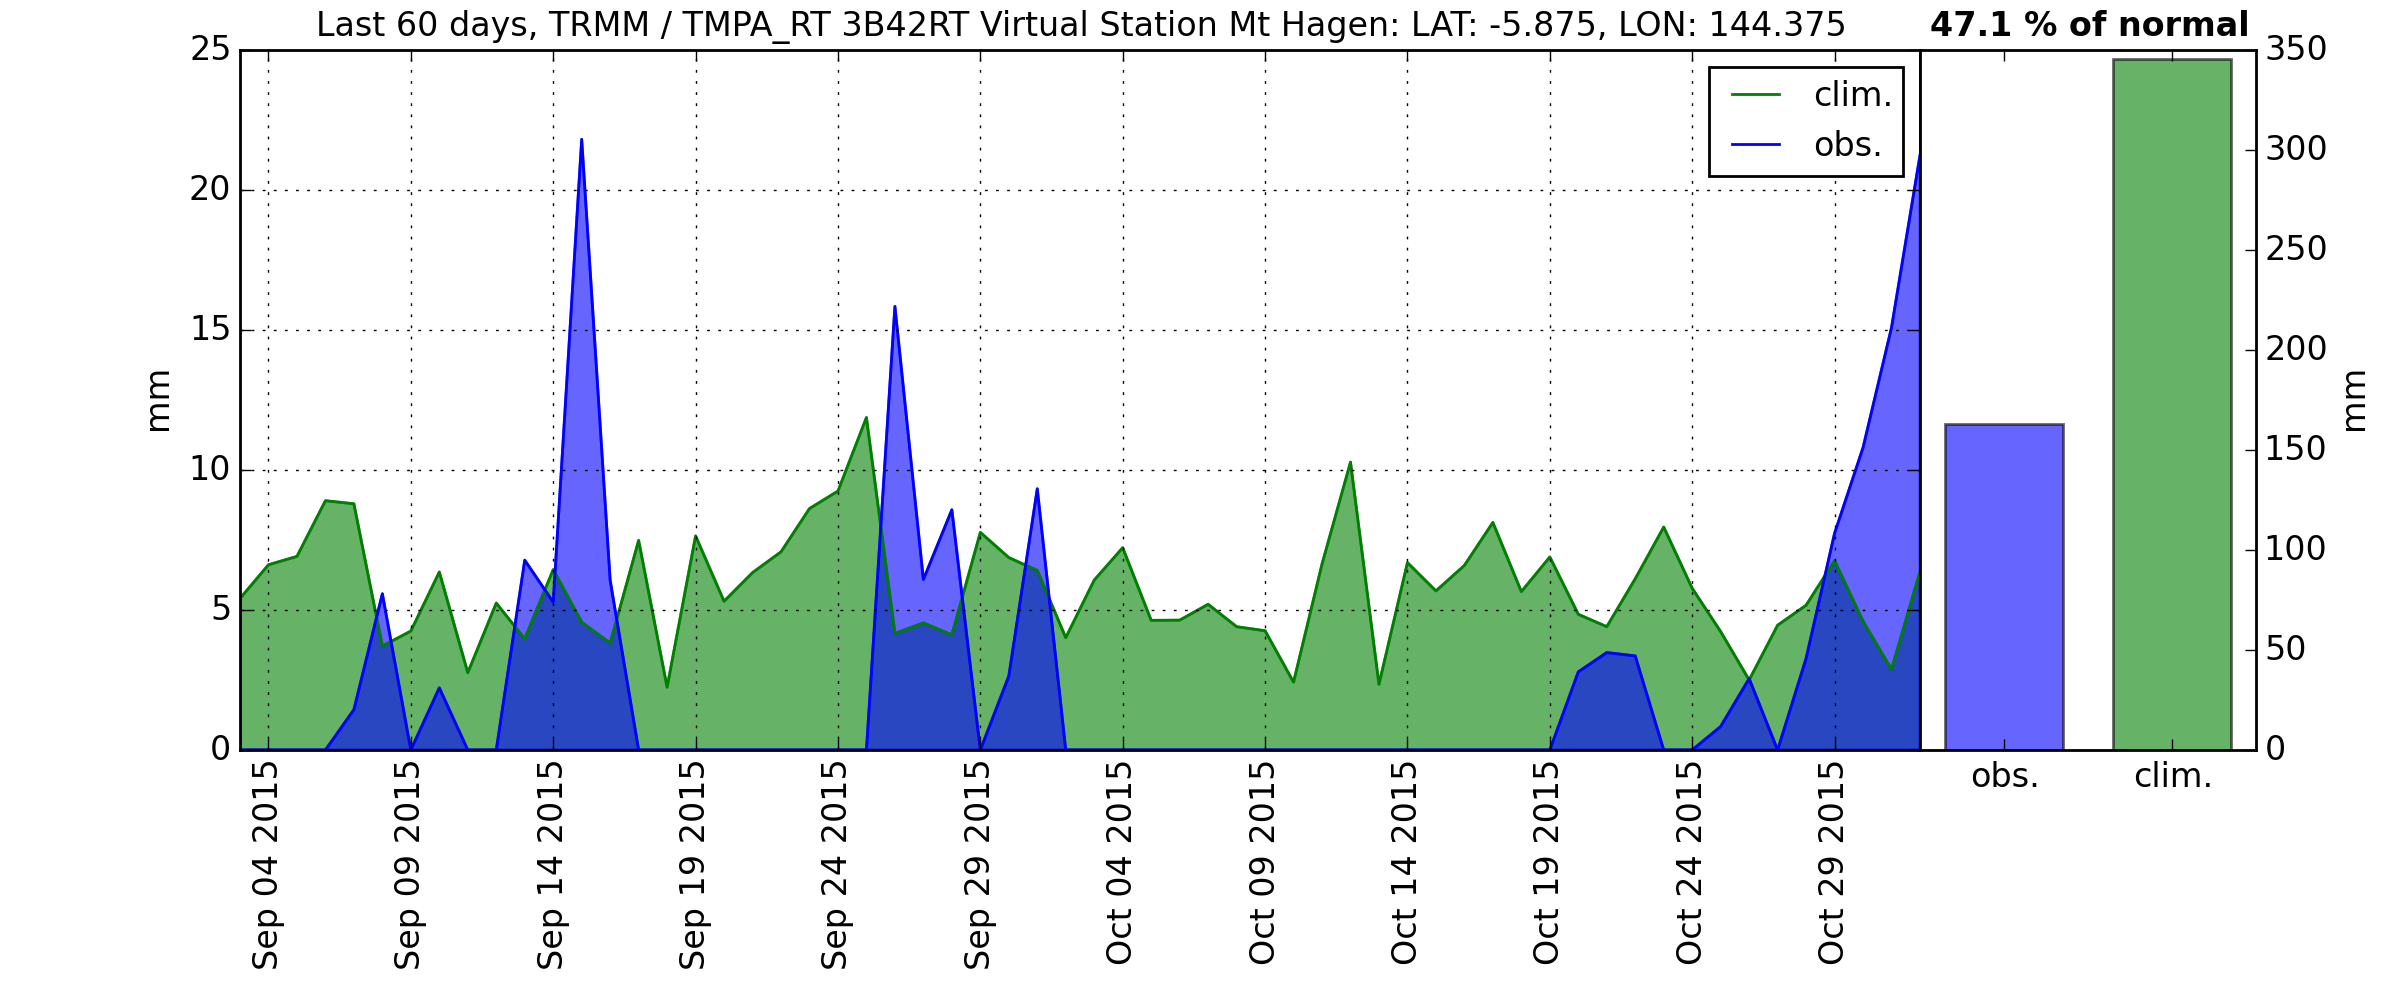 Last 60 days, TRMM / TMPA_RT 3B42RT Virtual Station Mt Hagen: LAT: -5.875, LON: 144.375
47.1 % of normal
25
20
15
10
5
0
mm
clim.
obs.
350
300
250
200
150
100
50
0
mm
Sep 04 2015
Sep 09 2015
Sep 14 2015
Sep 19 2015
Sep 24 2015
Sep 29 2015
Oct 04 2015
Oct 09 2015
Oct 14 2015
Oct 19 2015
Oct 24 2015
Oct 29 2015
obs.
clim.